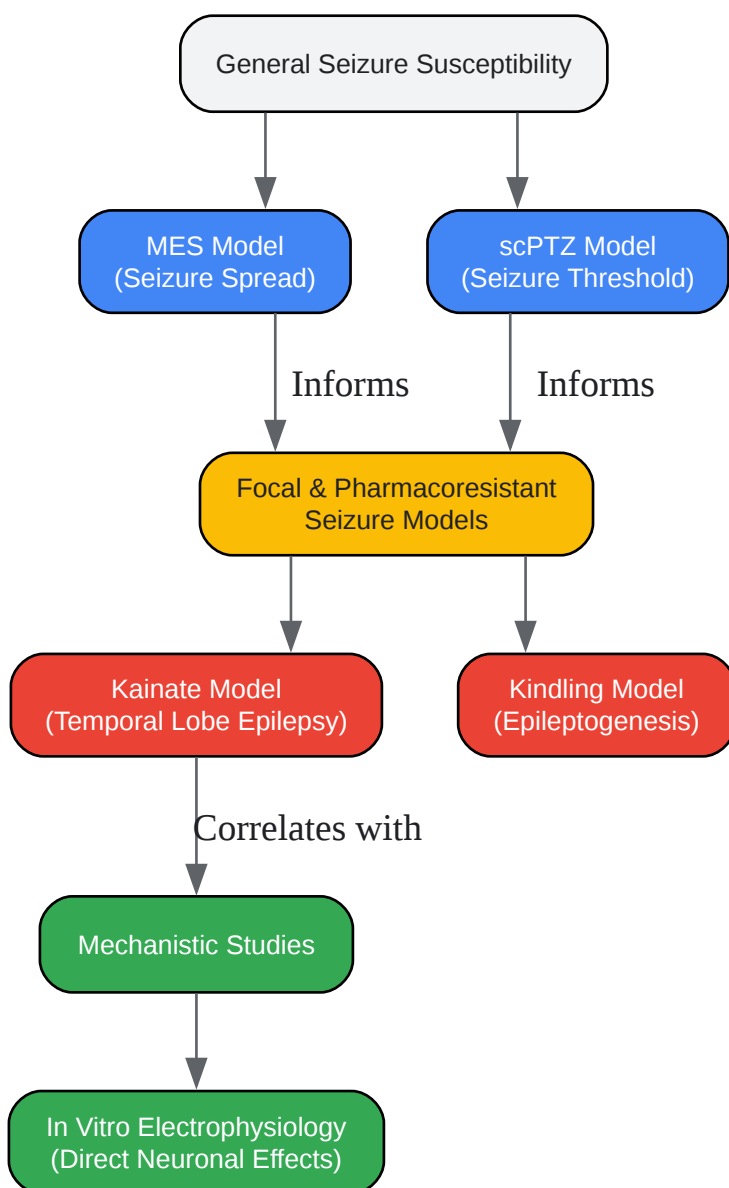 General Seizure Susceptibility
MES Model
(Seizure Spread)
scPTZ Model
(Seizure Threshold)
Informs
Informs
Focal & Pharmacoresistant
Seizure Models
Kainate Model
(Temporal Lobe Epilepsy)
Kindling Model
(Epileptogenesis)
Correlates with
Mechanistic Studies
In Vitro Electrophysiology
(Direct Neuronal Effects)